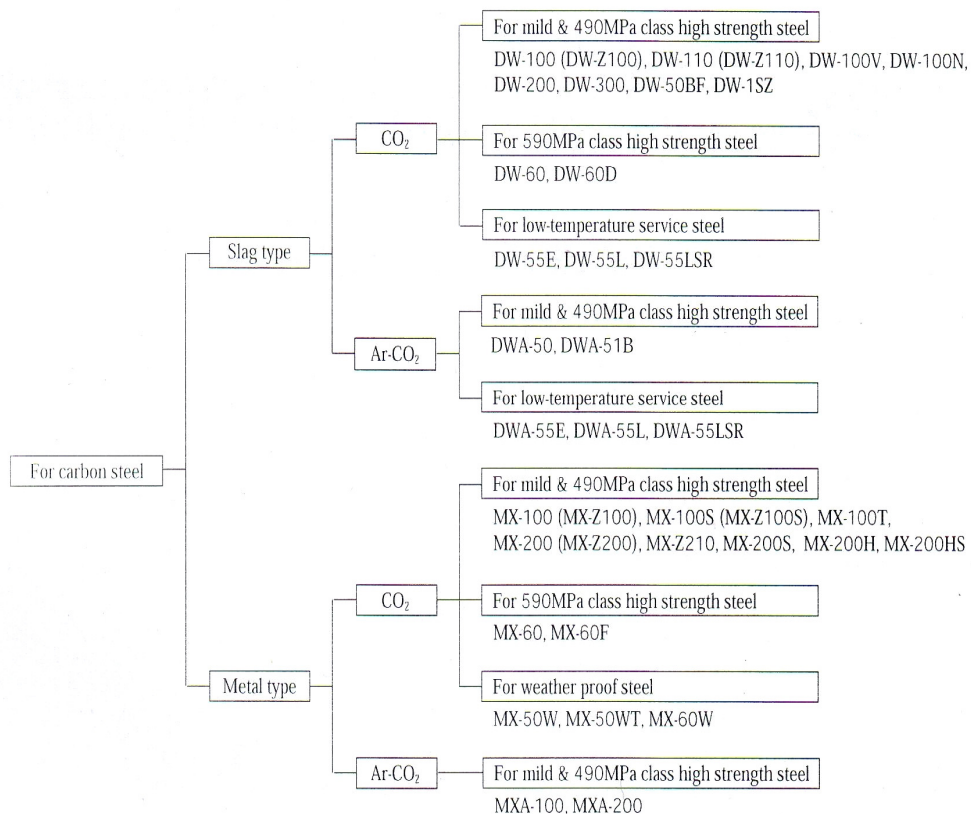 For carbon steel
Slag type
CO₂
For mild & 490MPa class high strength steel
DW-100 (DW-Z100), DW-110 (DW-Z110), DW-100V, DW-100N,
DW-200, DW-300, DW-50BF, DW-1SZ
For 590MPa class high strength steel
DW-60, DW-60D
For low-temperature service steel
DW-55E, DW-55L, DW-55LSR
Ar-CO₂
For mild & 490MPa class high strength steel
DWA-50, DWA-51B
For low-temperature service steel
DWA-55E, DWA-55L, DWA-55LSR
Metal type
CO₂
For mild & 490MPa class high strength steel
MX-100 (MX-Z100), MX-100S (MX-Z100S), MX-100T,
MX-200 (MX-Z200), MX-Z210, MX-200S, MX-200H, MX-200HS
For 590MPa class high strength steel
MX-60, MX-60F
For weather proof steel
MX-50W, MX-50WT, MX-60W
Ar-CO₂
For mild & 490MPa class high strength steel
MXA-100, MXA-200